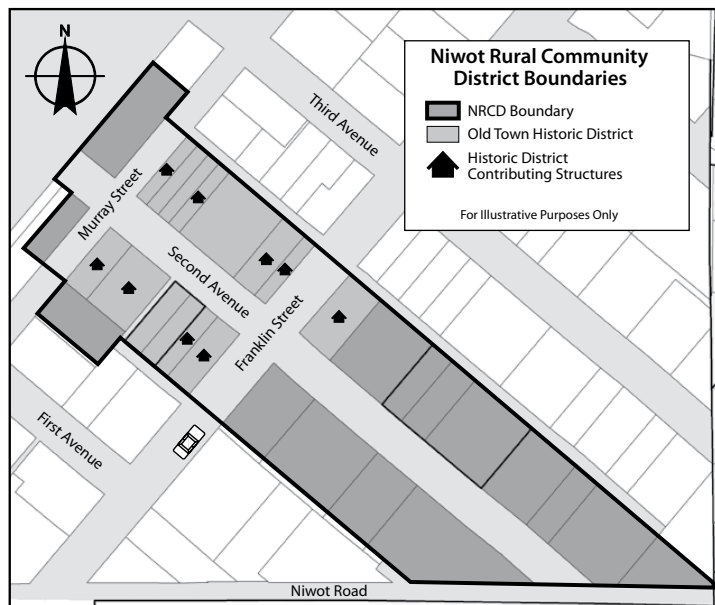 N
Niwot Rural Community
District Boundaries
NRCD Boundary
Old Town Historic District
Historic District
Contributing Structures
For Illustrative Purposes Only
Third Avenue
Murray Street
Second Avenue
Franklin Street
First Avenue
Niwot Road